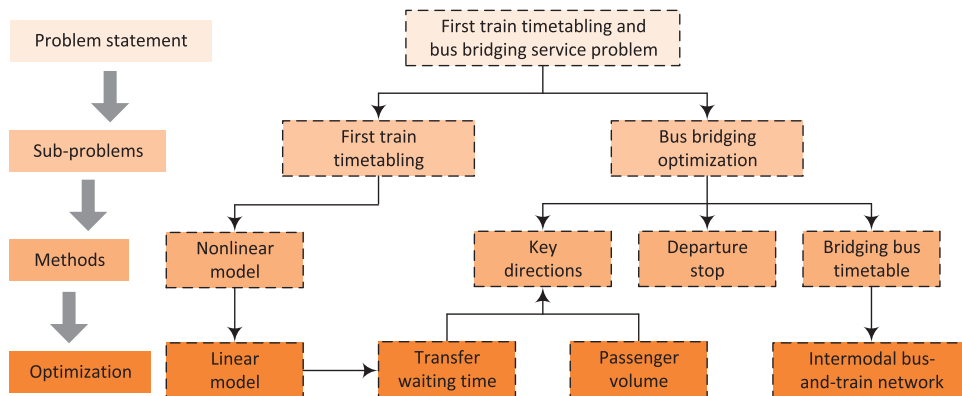 Problem statement
First train timetabling and
bus bridging service problem
Sub-problems
First train
timetabling
Bus bridging
optimization
Methods
Nonlinear
model
Key
directions
Departure
stop
Bridging bus
timetable
Optimization
Linear
model
Transfer
waiting time
Passenger
volume
Intermodal bus-
and-train network